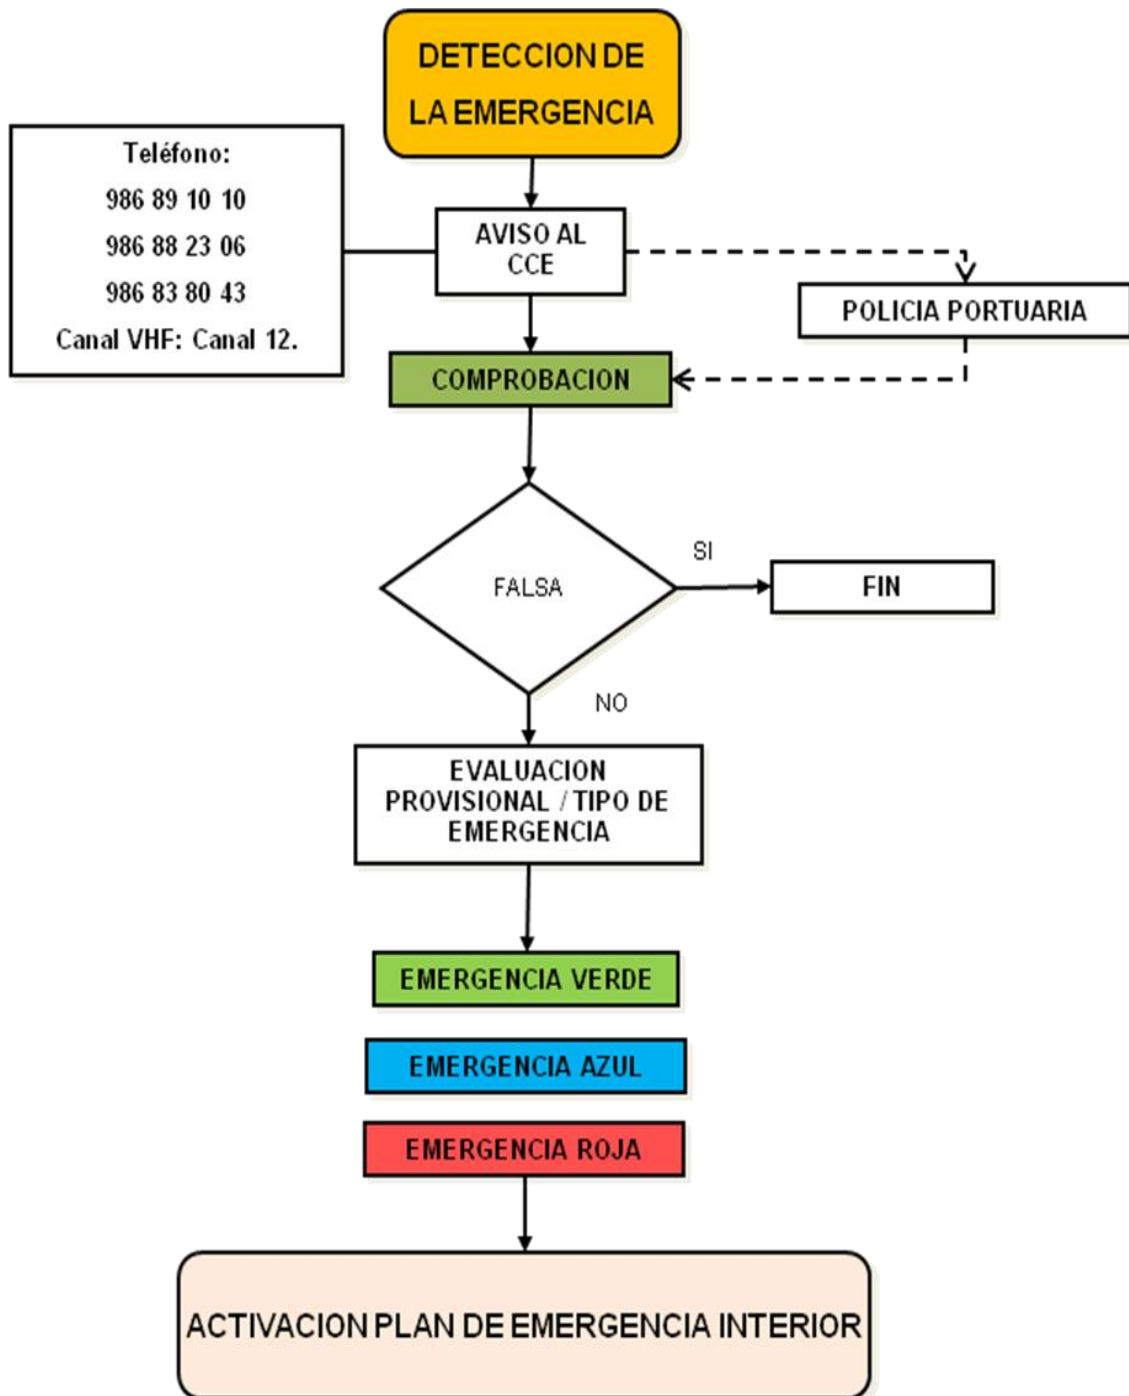 DETECCION DE
LA EMERGENCIA
Teléfono:
986 89 10 10
986 88 23 06
986 83 80 43
Canal VHF: Canal 12.
AVISO AL
CCE
POLICIA PORTUARIA
COMPROBACION
FALSA
SI
FIN
NO
EVALUACION
PROVISIONAL / TIPO DE
EMERGENCIA
EMERGENCIA VERDE
EMERGENCIA AZUL
EMERGENCIA ROJA
ACTIVACION PLAN DE EMERGENCIA INTERIOR